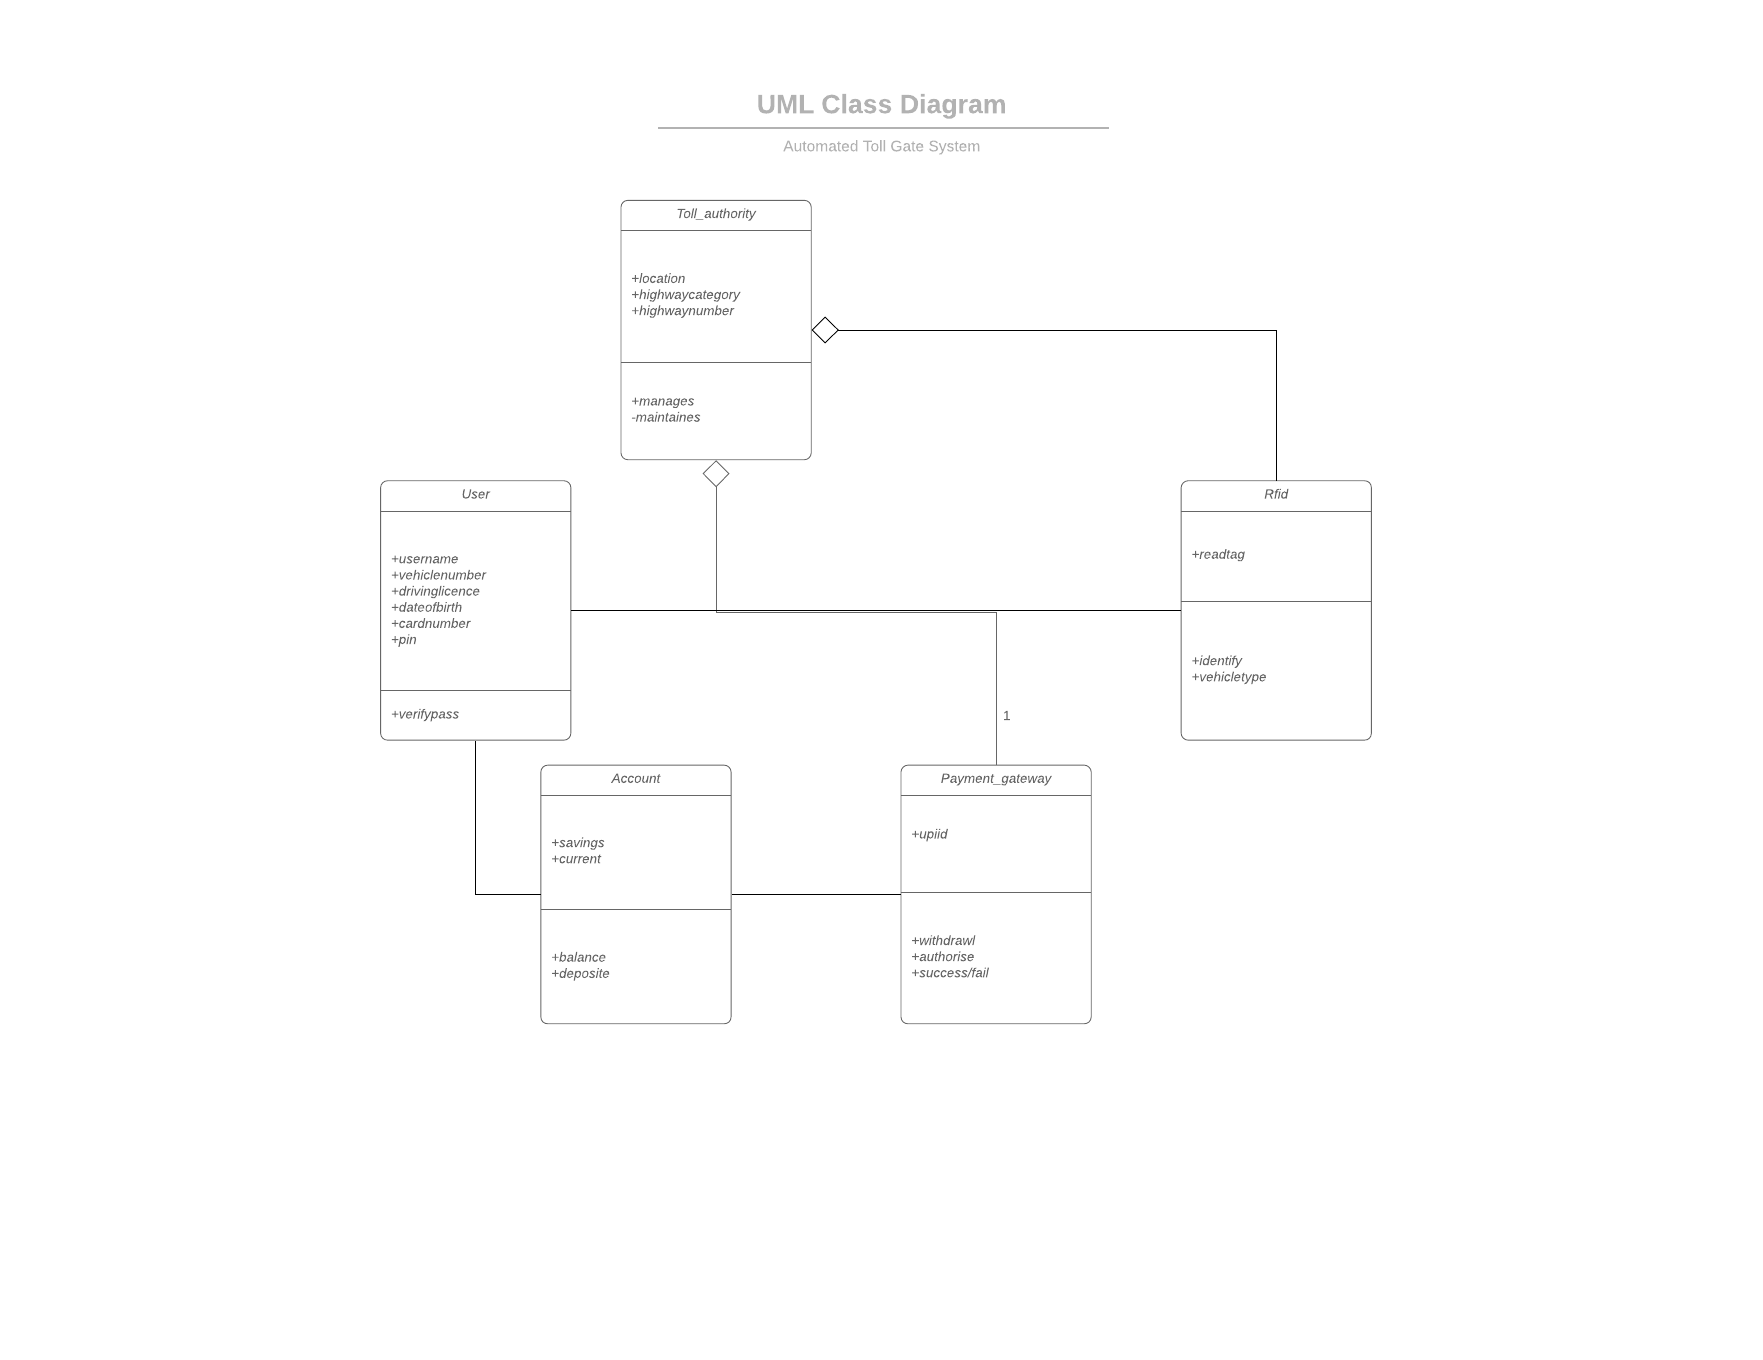 UML Class Diagram
Automated Toll Gate System
Toll_authority
+location
+highwaycategory
+highwaynumber
+manages
-maintaines
User
+username
+vehiclenumber
+drivinglicence
+dateofbirth
+cardnumber
+pin
+verifypass
Rfid
+readtag
+identify
+vehicletype
1
Account
+savings
+current
+balance
+deposite
Payment_gateway
+upiid
+withdrawl
+authorise
+success/fail